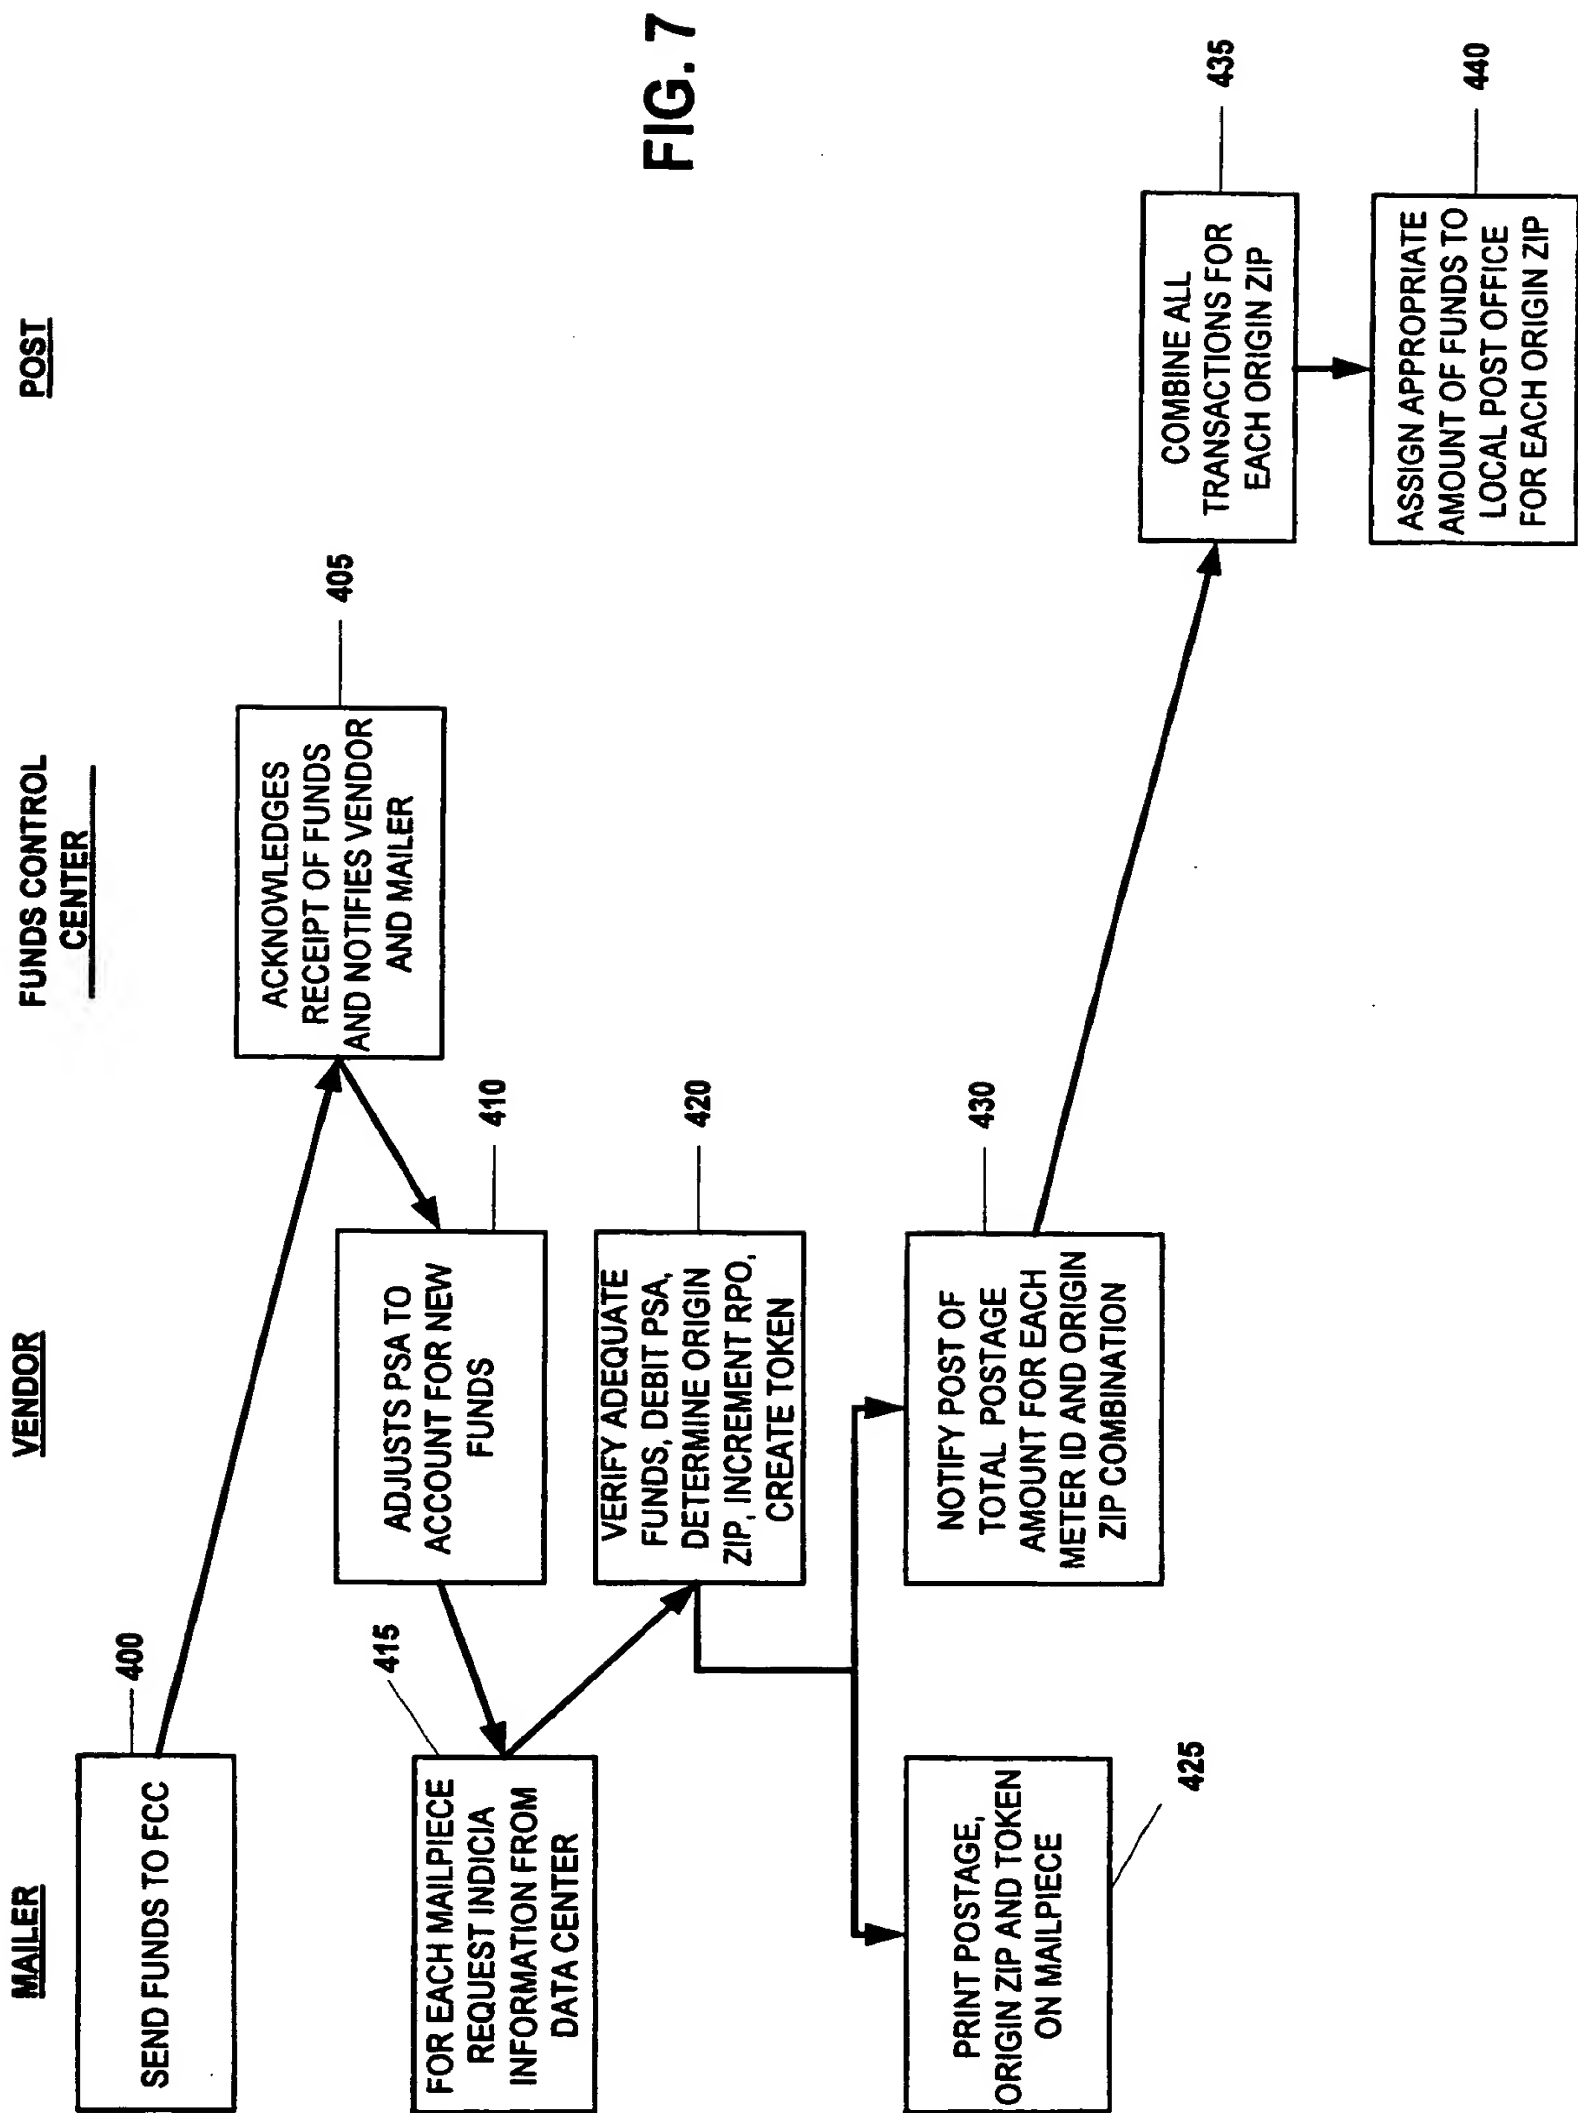 MAILER
VENDOR
FUNDS CONTROL
CENTER
POST
400
SEND FUNDS TO FCC
405
ACKNOWLEDGES
RECEIPT OF FUNDS
AND NOTIFIES VENDOR
AND MAILER
410
ADJUSTS PSA TO
ACCOUNT FOR NEW
FUNDS
415
FOR EACH MAILPIECE
REQUEST INDICIA
INFORMATION FROM
DATA CENTER
420
VERIFY ADEQUATE
FUNDS, DEBIT PSA,
DETERMINE ORIGIN
ZIP, INCREMENT RPO,
CREATE TOKEN
PRINT POSTAGE,
ORIGIN ZIP AND TOKEN
ON MAILPIECE
425
430
NOTIFY POST OF
TOTAL POSTAGE
AMOUNT FOR EACH
METER ID AND ORIGIN
ZIP COMBINATION
435
COMBINE ALL
TRANSACTIONS FOR
EACH ORIGIN ZIP
440
ASSIGN APPROPRIATE
AMOUNT OF FUNDS TO
LOCAL POST OFFICE
FOR EACH ORIGIN ZIP
FIG. 7